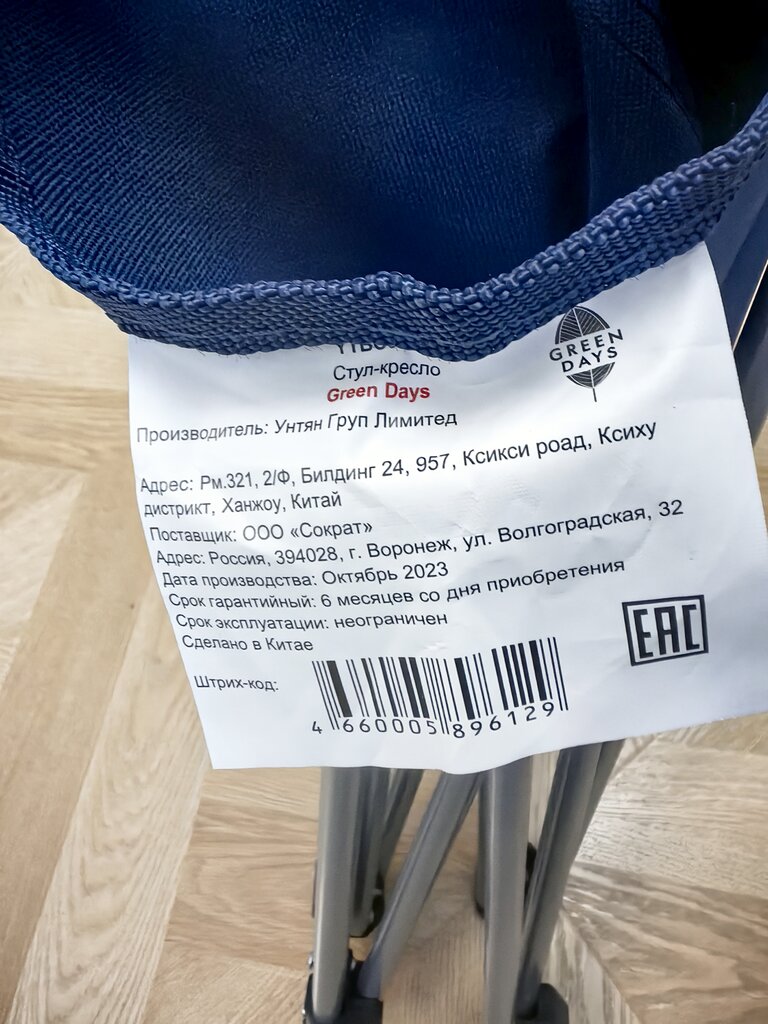 Стул-кресло
Green Days
GREEN
DAYS
Производитель: Унтян Груп Лимитед
Адрес: Рм.321, 2/Ф, Билдинг 24, 957, Ксикси роад, Ксиху
дистрикт, Ханжоу, Китай
Поставщик: ООО «Сократ»
Адрес: Россия, 394028, г. Воронеж, ул. Волгоградская, 32
Дата производства: Октябрь 2023
Срок гарантийный: 6 месяцев со дня приобретения
Срок эксплуатации: неограничен
Сделано в Китае
EAC
Штрих-код:
4 660005 896129